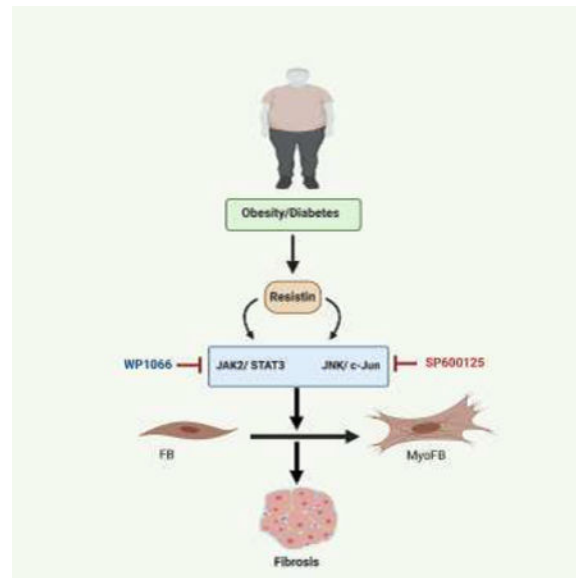 Obesity/Diabetes
Resistin
WP1066
JAK2/ STAT3
JNK/ c-Jun
SP600125
FB
MyoFB
Fibrosis